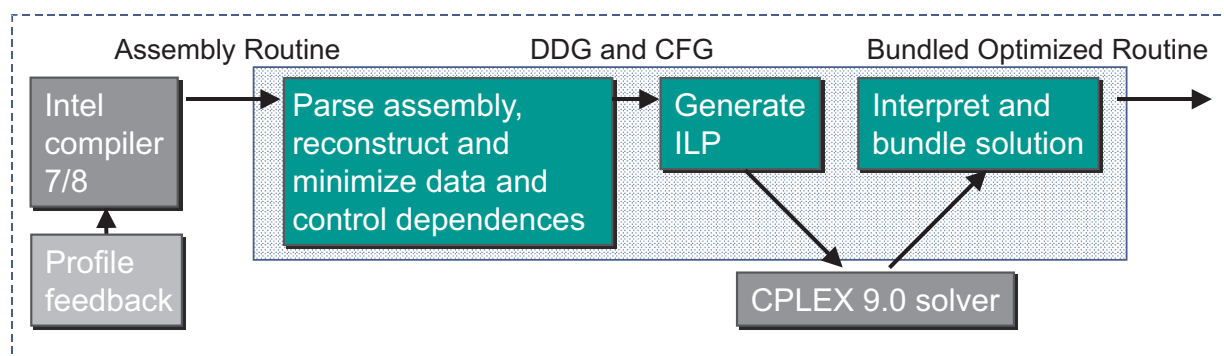 Assembly Routine
DDG and CFG
Bundled Optimized Routine
Intel
compiler
7/8
Parse assembly,
reconstruct and
minimize data and
control dependences
Generate
ILP
Interpret and
bundle solution
Profile
feedback
CPLEX 9.0 solver